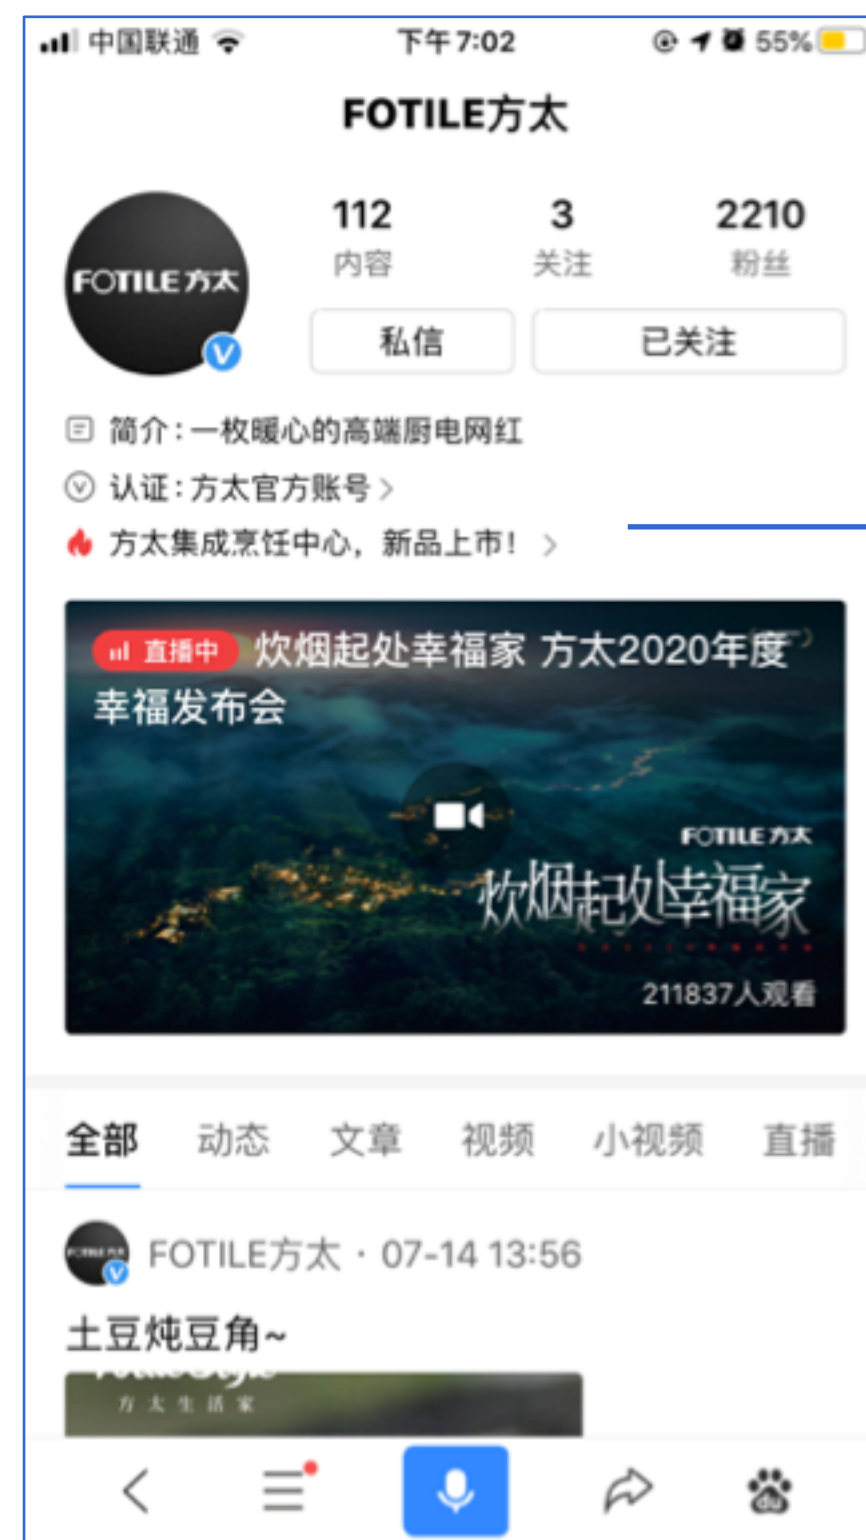 中国联通 下午7:02 55%
FOTILE方太
112 3 2210
内容 关注 粉丝
FOTILE方太
私信 已关注
简介:一枚暖心的高端厨电网红
认证:方太官方账号
方太集成烹饪中心,新品上市!
直播中 炊烟起处幸福家 方太2020年度
幸福发布会
FOTILE方太
炊烟起处幸福家
211837人观看
全部 动态 文章 视频 小视频 直播
FOTILE方太 · 07-14 13:56
土豆炖豆角~
方太生活家
du